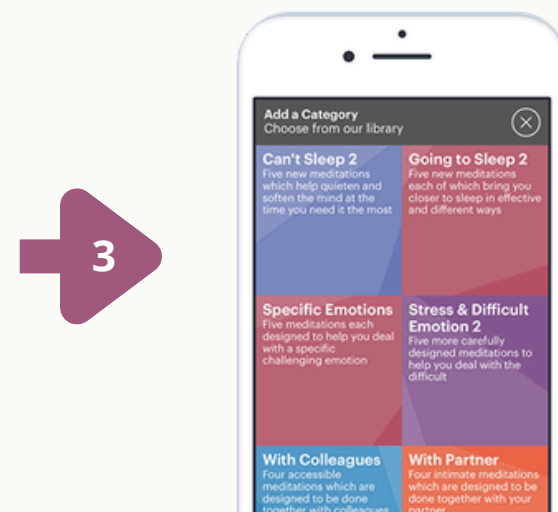 3
Add a Category
Choose from our library
Can't Sleep 2
Five new meditations
which help quieten and
soften the mind at the
time you need it the most
Going to Sleep 2
Five new meditations
each of which bring you
closer to sleep in effective
and different ways
Specific Emotions
Five meditations each
designed to help you deal
with a specific
challenging emotion
Stress & Difficult
Emotion 2
Five more carefully
designed meditations to
help you deal with the
difficult
With Colleagues
Four accessible
meditations which are
designed to be done
together with colleagues
With Partner
Four intimate meditations
which are designed to be
done together with your
partner